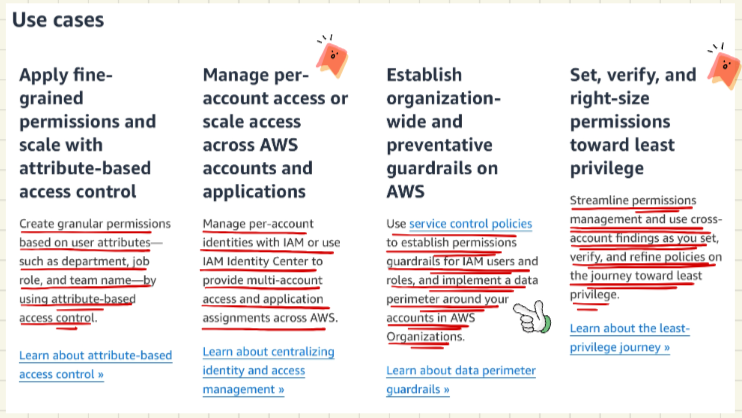 Use cases
Apply fine-
grained
permissions and
scale with
attribute-based
access control
Create granular permissions
based on user attributes—
such as department, job
role, and team name—by
using attribute-based
access control.
Learn about attribute-based
access control »
Manage per-
account access or
scale access
across AWS
accounts and
applications
Manage per-account
identities with IAM or use
IAM Identity Center to
provide multi-account
access and application
assignments across AWS.
Learn about centralizing
identity and access
management »
Establish
organization-
wide and
preventative
guardrails on
AWS
Use service control policies
to establish permissions
guardrails for IAM users and
roles, and implement a data
perimeter around your
accounts in AWS
Organizations.
Learn about data perimeter
guardrails »
Set, verify, and
right-size
permissions
toward least
privilege
Streamline permissions
management and use cross-
account findings as you set,
verify, and refine policies on
the journey toward least
privilege.
Learn about the least-
privilege journey »